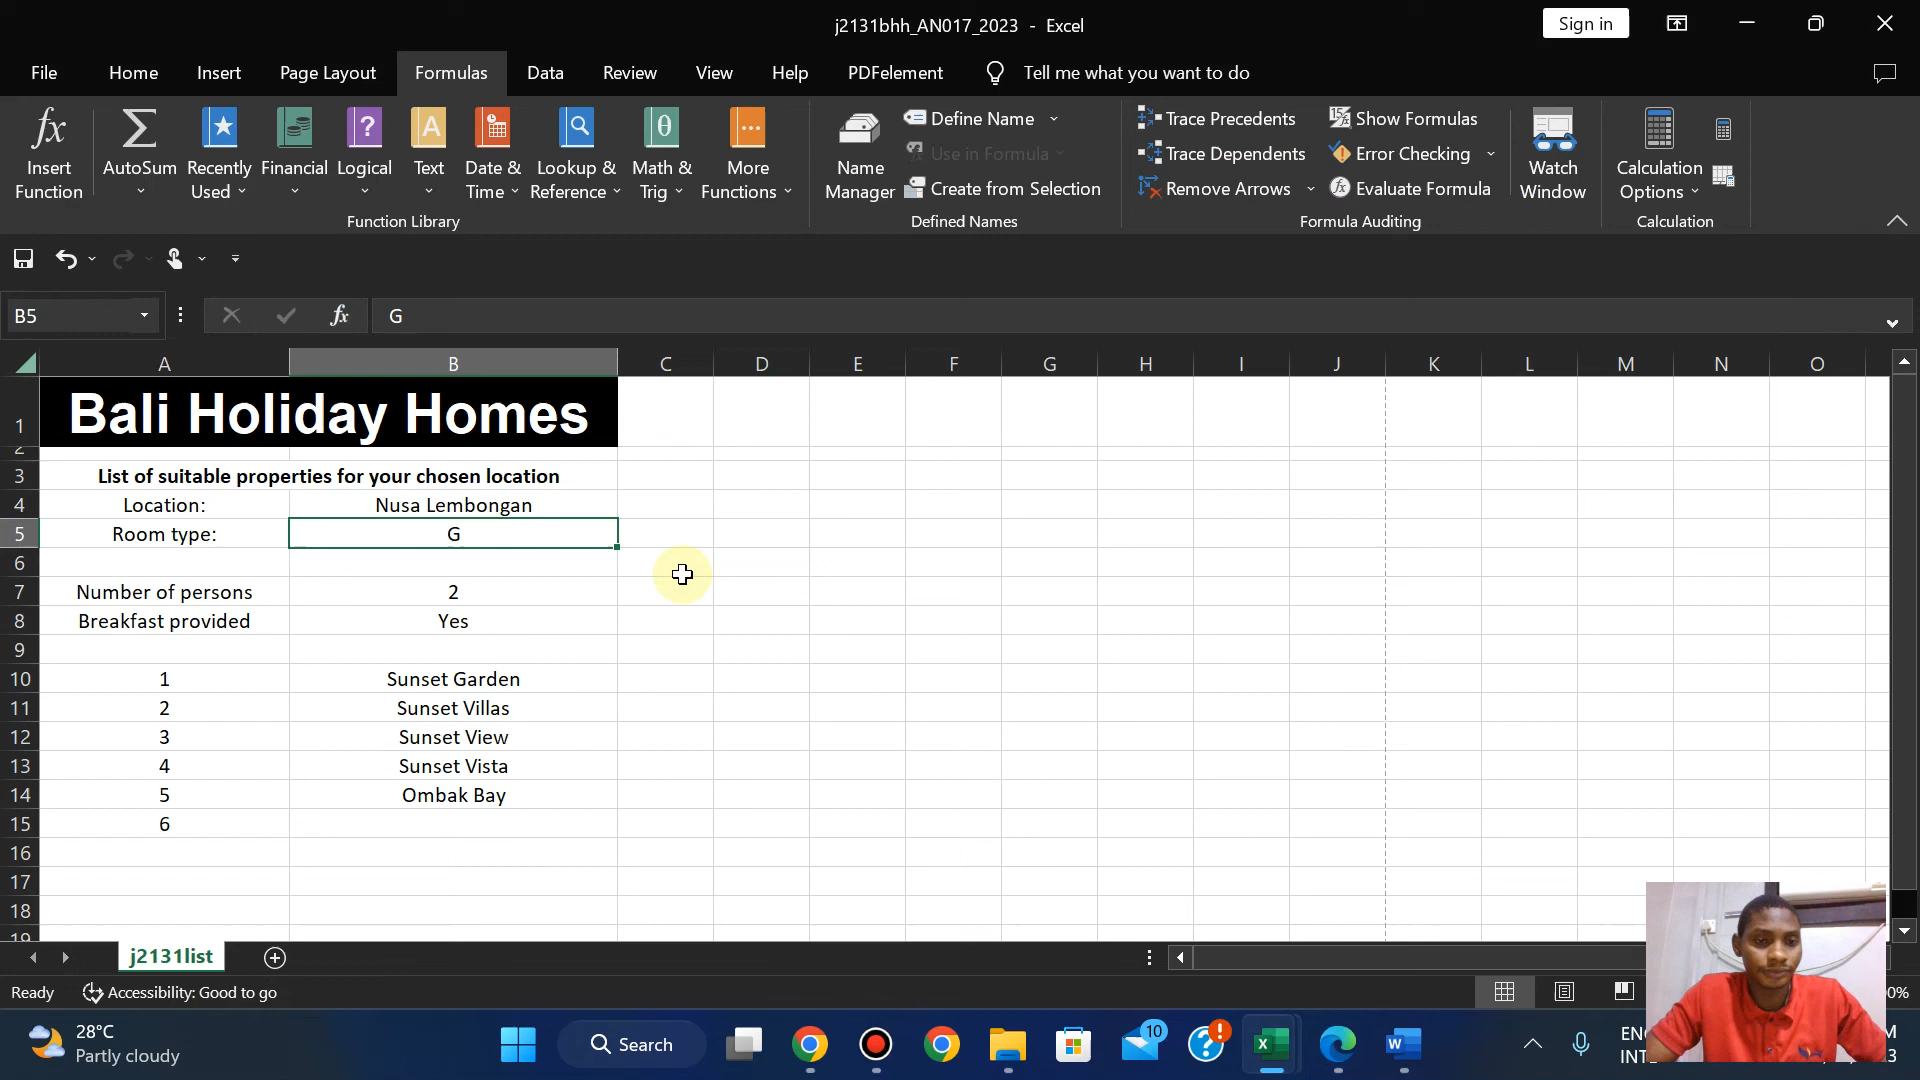 j2131bhh_AN017_2023 - Excel
Sign in
File Home Insert Page Layout Formulas Data Review View Help PDFelement Tell me what you want to do
Insert Function
AutoSum
Recently Used
Financial
Logical
Text
Date & Time
Lookup & Reference
Math & Trig
More Functions
Function Library
Name Manager
Define Name
Use in Formula
Create from Selection
Defined Names
Trace Precedents
Trace Dependents
Remove Arrows
Show Formulas
Error Checking
Evaluate Formula
Formula Auditing
Watch Window
Calculation Options
Calculation
B5 fx G
A B C D E F G H I J K L M N O
1 Bali Holiday Homes
2
3 List of suitable properties for your chosen location
4 Location: Nusa Lembongan
5 Room type: G
6
7 Number of persons 2
8 Breakfast provided Yes
9
10 1 Sunset Garden
11 2 Sunset Villas
12 3 Sunset View
13 4 Sunset Vista
14 5 Ombak Bay
15 6
16
17
18
19
j2131list
Ready Accessibility: Good to go
28°C
Partly cloudy
Search
10